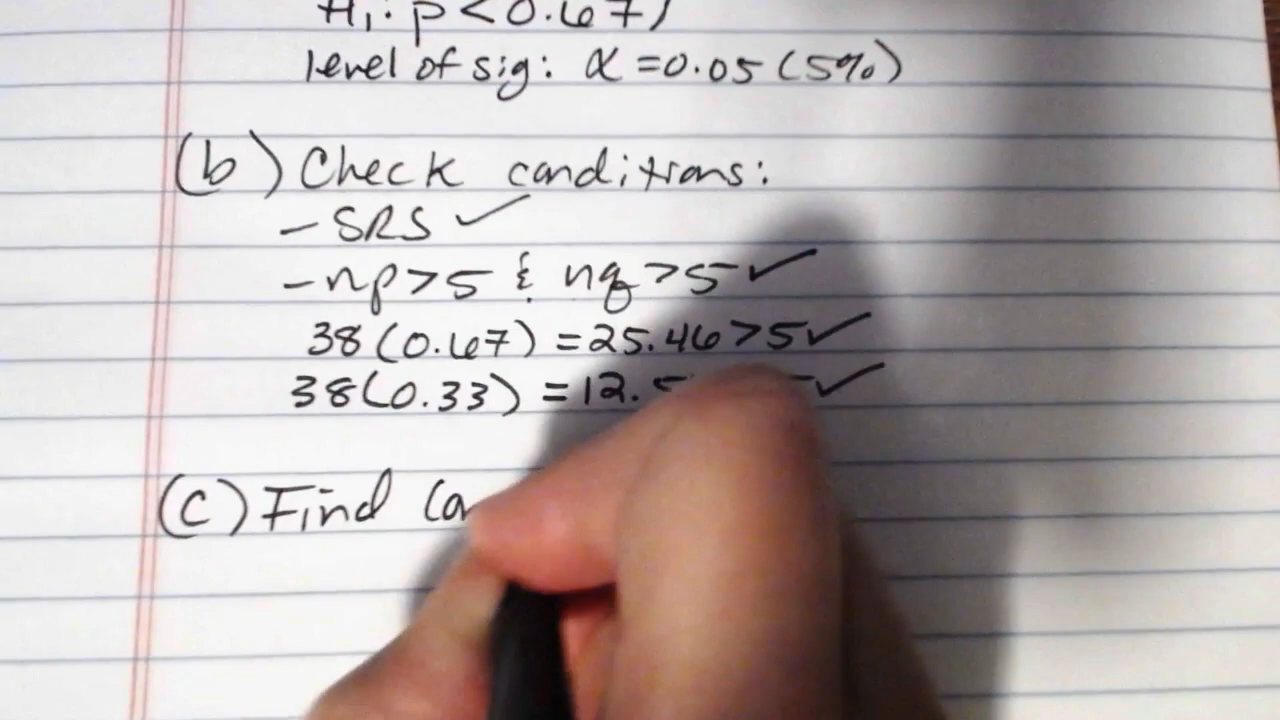 H₁: p < 0.67)
level of sig: α = 0.05 (5%)
(b) Check conditions:
- SRS ✓
- np > 5 & nq > 5 ✓
38(0.67) = 25.46 > 5 ✓
38(0.33) = 12.5 ✓
(c) Find